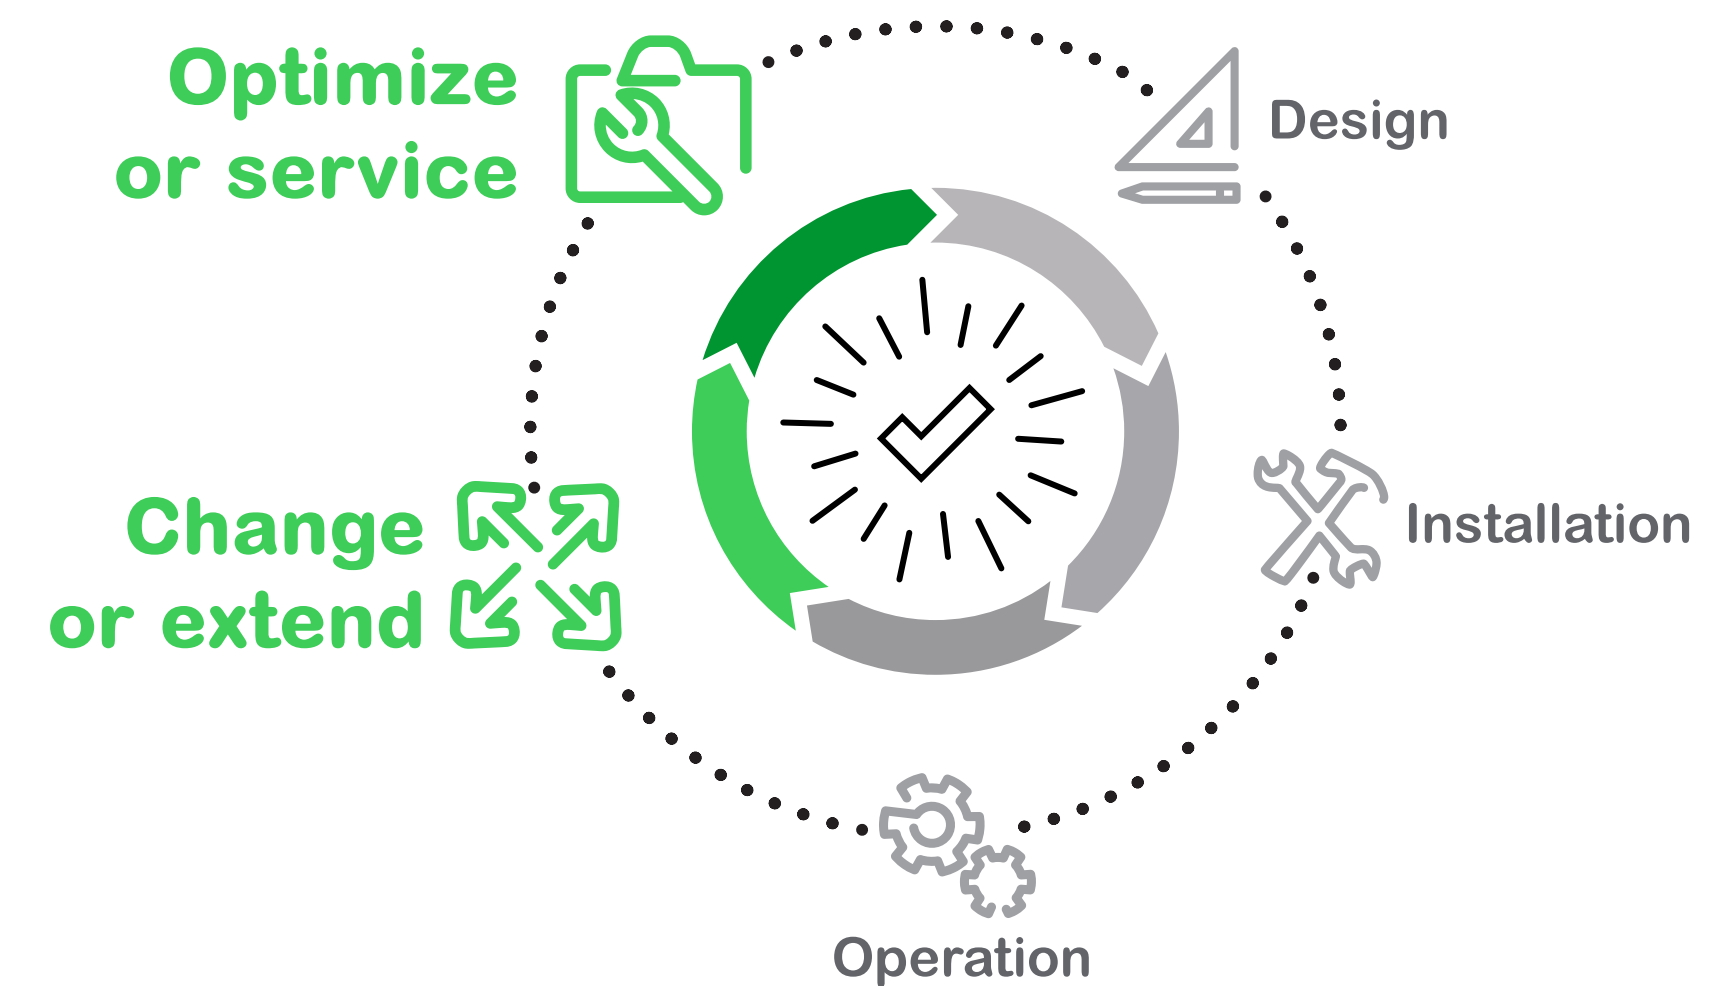 Optimize
or service
Design
Installation
Change
or extend
Operation